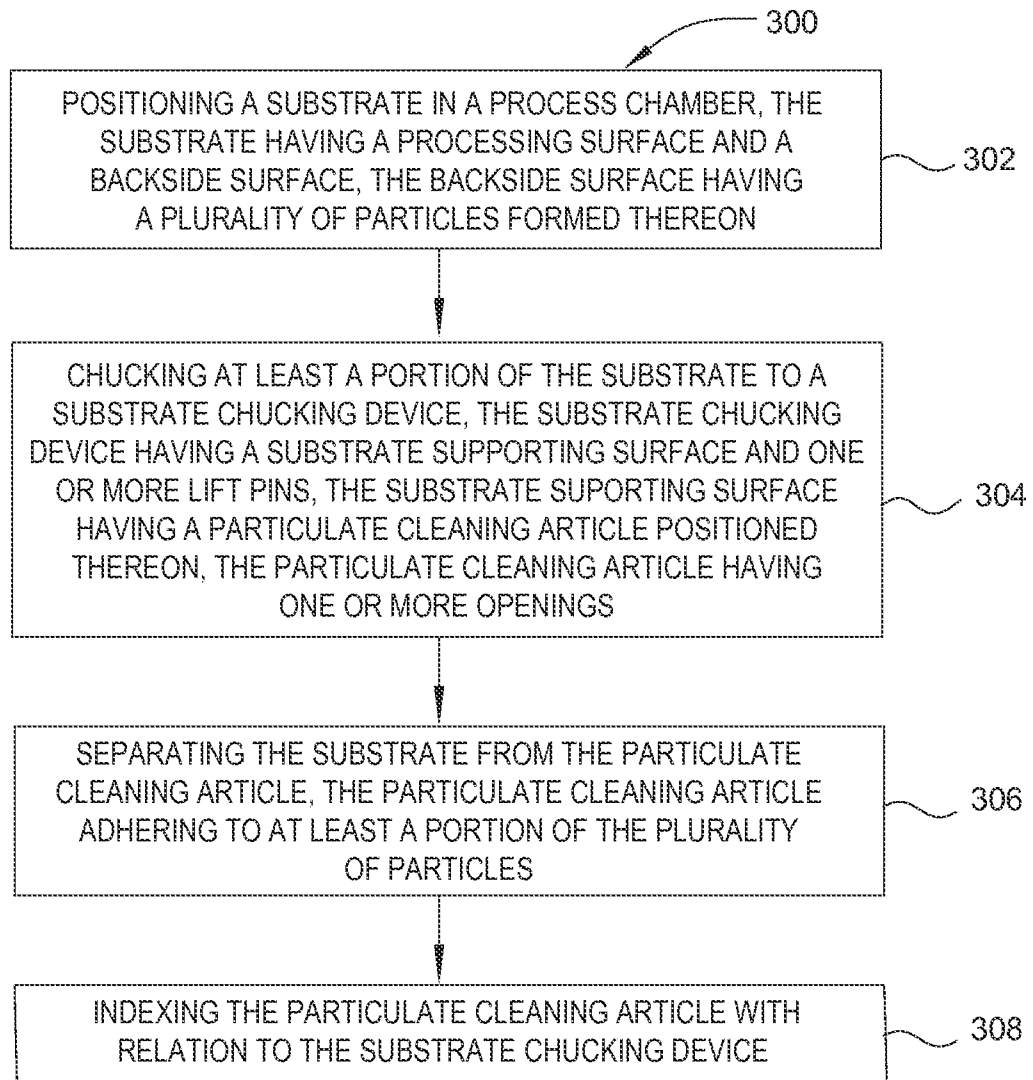 300
POSITIONING A SUBSTRATE IN A PROCESS CHAMBER, THE
SUBSTRATE HAVING A PROCESSING SURFACE AND A
BACKSIDE SURFACE, THE BACKSIDE SURFACE HAVING
A PLURALITY OF PARTICLES FORMED THEREON
302
CHUCKING AT LEAST A PORTION OF THE SUBSTRATE TO A
SUBSTRATE CHUCKING DEVICE, THE SUBSTRATE CHUCKING
DEVICE HAVING A SUBSTRATE SUPPORTING SURFACE AND ONE
OR MORE LIFT PINS, THE SUBSTRATE SUPORTING SURFACE
HAVING A PARTICULATE CLEANING ARTICLE POSITIONED
THEREON, THE PARTICULATE CLEANING ARTICLE HAVING
ONE OR MORE OPENINGS
304
SEPARATING THE SUBSTRATE FROM THE PARTICULATE
CLEANING ARTICLE, THE PARTICULATE CLEANING ARTICLE
ADHERING TO AT LEAST A PORTION OF THE PLURALITY
OF PARTICLES
306
INDEXING THE PARTICULATE CLEANING ARTICLE WITH
RELATION TO THE SUBSTRATE CHUCKING DEVICE
308